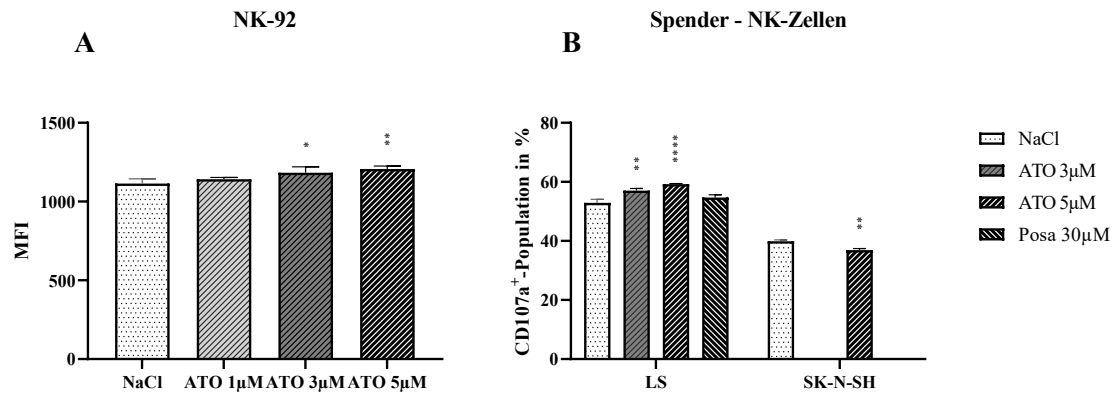 NK-92
Spender - NK-Zellen
A
B
MFI
1500
1000
500
0
*
**
NaCl
ATO 1µM
ATO 3µM
ATO 5µM
CD107a+-Population in %
80
60
40
20
0
**
****
**
LS
SK-N-SH
NaCl
ATO 3µM
ATO 5µM
Posa 30µM